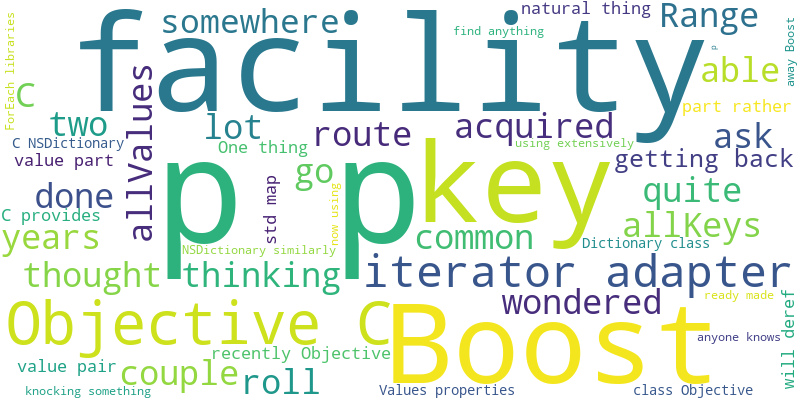 facility
somewhere
natural thing
Range
find anything
p
away Boost
ForEach libraries
C
two
allValues
lot
route
acquired
able
part rather
ask
C NSDictionary
value part
One thing
using extensively
getting back
p p
key
go
done
std map
now using
quite
C provides
years
NSDictionary similarly
common
allKeys
Dictionary class
thought
thinking
iterator adapter
wondered
ready made
will deref
Objective C
Boost
recently Objective
anyone knows
value pair
couple
roll
knocking something
Values properties
class Objective